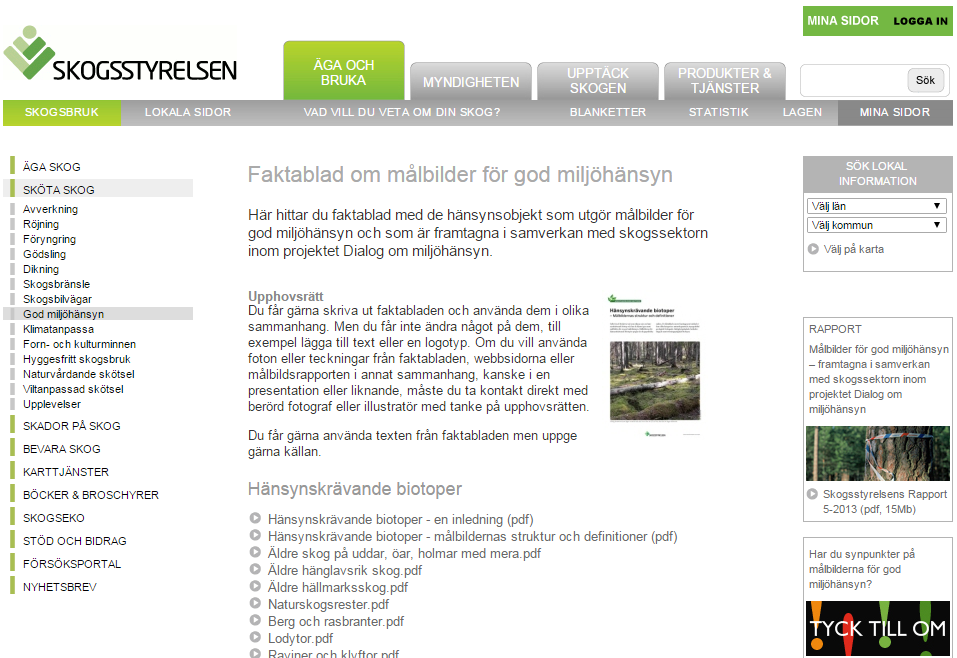 MINA SIDOR LOGGA IN
SKOGSSTYRELSEN
ÄGA OCH
BRUKA
MYNDIGHETEN
UPPTÄCK
SKOGEN
PRODUKTER &
TJÄNSTER
Sök
SKOGSBRUK LOKALA SIDOR VAD VILL DU VETA OM DIN SKOG? BLANKETTER STATISTIK LAGEN MINA SIDOR
ÄGA SKOG
SKÖTA SKOG
Avverkning
Röjning
Föryngring
Gödsling
Dikning
Skogsbränsle
Skogsbilvägar
God miljöhänsyn
Klimatanpassa
Forn- och kulturminnen
Hyggesfritt skogsbruk
Naturvårdande skötsel
Viltanpassad skötsel
Upplevelser
SKADOR PÅ SKOG
BEVARA SKOG
KARTTJÄNSTER
BÖCKER & BROSCHYRER
SKOGSEKO
STÖD OCH BIDRAG
FÖRSÖKSPORTAL
NYHETSBREV
Faktablad om målbilder för god miljöhänsyn
Här hittar du faktablad med de hänsynsobjekt som utgör målbilder för
god miljöhänsyn och som är framtagna i samverkan med skogssektorn
inom projektet Dialog om miljöhänsyn.
Upphovsrätt
Du får gärna skriva ut faktabladen och använda dem i olika
sammanhang. Men du får inte ändra något på dem, till
exempel lägga till text eller en logotyp. Om du vill använda
foton eller teckningar från faktabladen, webbsidorna eller
målbildsrapporten i annat sammanhang, kanske i en
presentation eller liknande, måste du ta kontakt direkt med
berörd fotograf eller illustratör med tanke på upphovsrätten.
Du får gärna använda texten från faktabladen men uppge
gärna källan.
Hänsynskrävande biotoper
– Målbildernas struktur och definitioner
Hänsynskrävande biotoper
Hänsynskrävande biotoper - en inledning (pdf)
Hänsynskrävande biotoper - målbildernas struktur och definitioner (pdf)
Äldre skog på uddar, öar, holmar med mera.pdf
Äldre hänglavsrik skog.pdf
Äldre hällmarksskog.pdf
Naturskogsrester.pdf
Berg och rasbranter.pdf
Lodytor.pdf
Raviner och klyftor.pdf
SÖK LOKAL
INFORMATION
Välj län
Välj kommun
Välj på karta
RAPPORT
Målbilder för god miljöhänsyn
– framtagna i samverkan
med skogssektorn inom
projektet Dialog om
miljöhänsyn
Skogsstyrelsens Rapport
5-2013 (pdf, 15Mb)
Har du synpunkter på
målbilderna för god
miljöhänsyn?
TYCK TILL OM